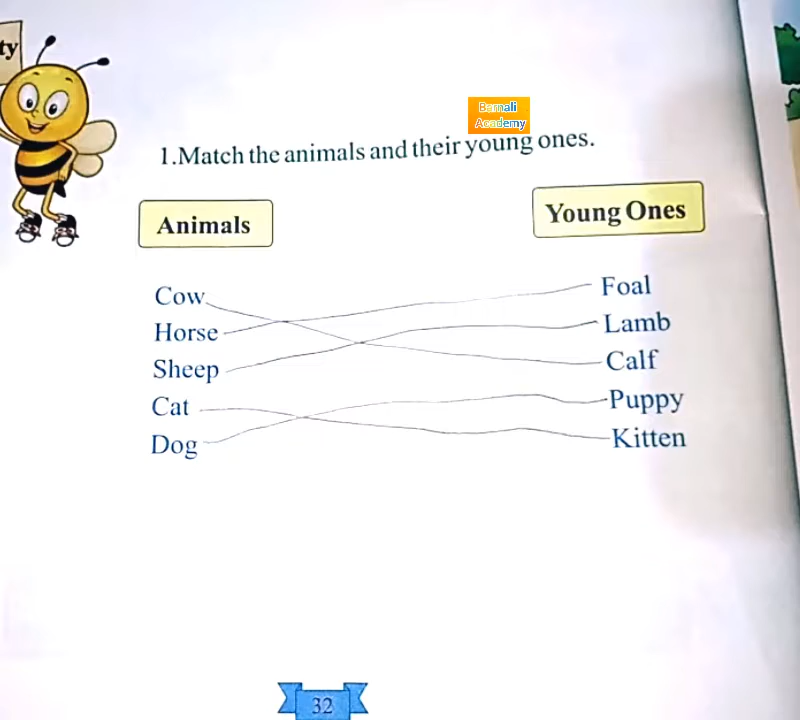 ty
Barnali
Academy
1.Match the animals and their young ones.
Animals
Young Ones
Cow
Foal
Horse
Lamb
Sheep
Calf
Cat
Puppy
Dog
Kitten
32